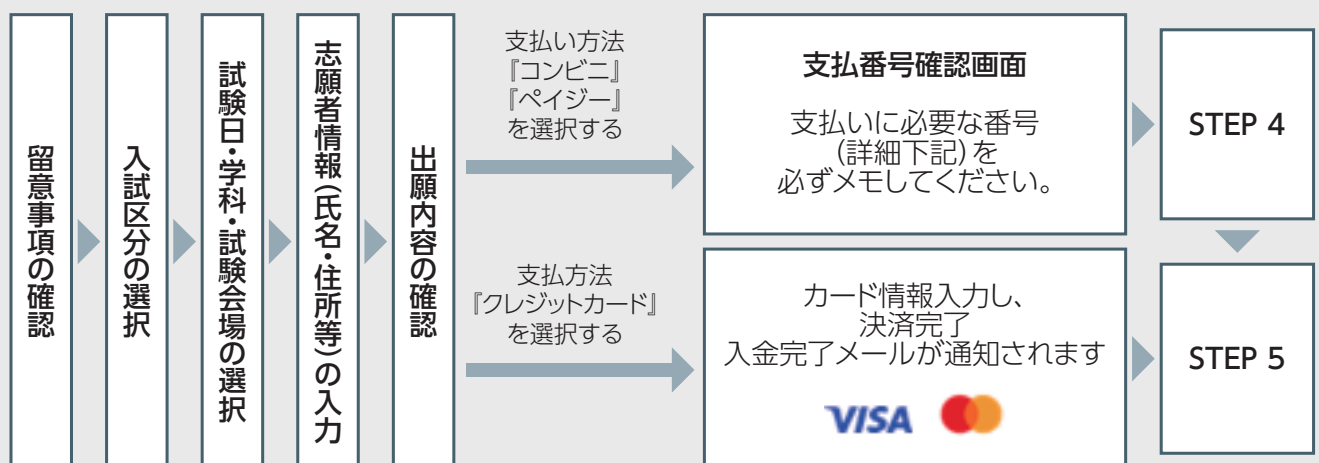 留意事項の確認
入試区分の選択
試験日・学科・試験会場の選択
志願者情報(氏名・住所等)の入力
出願内容の確認
支払い方法
『コンビニ』
『ペイジー』
を選択する
支払番号確認画面
支払いに必要な番号
(詳細下記)を
必ずメモしてください。
STEP 4
支払方法
『クレジットカード』
を選択する
カード情報入力し、
決済完了
入金完了メールが通知されます
VISA
STEP 5